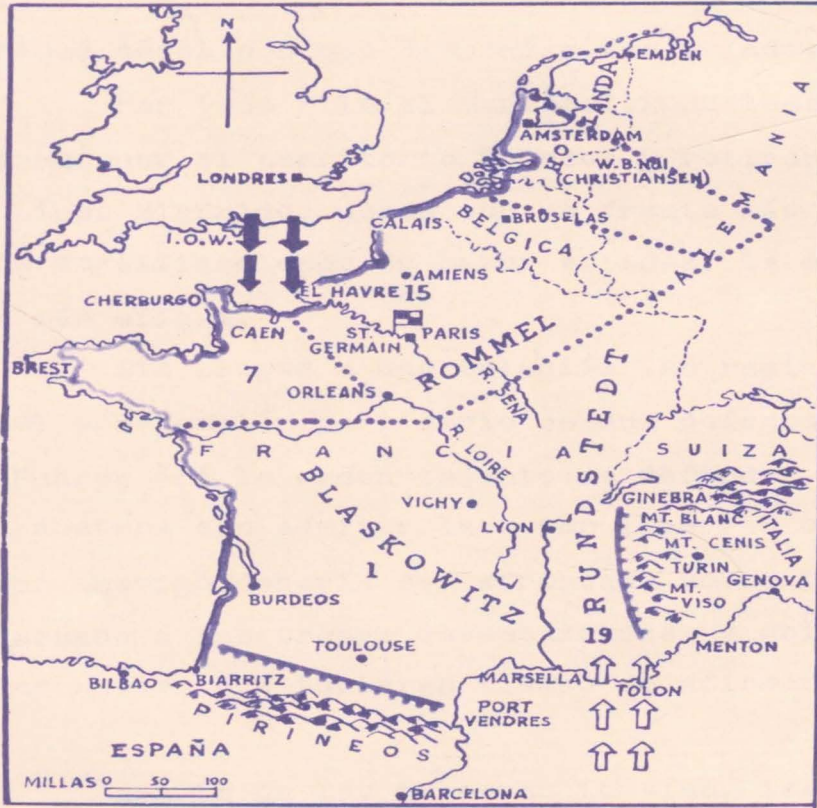 N
EMDEN
HOLANDA
AMSTERDAM
W.B.NBI
(CHRISTIANSEN)
ALEMANIA
LONDRES
CALAIS
BRUSELAS
BELGICA
I.O.W.
AMIENS
CHERBURGO
EL HAVRE 15
CAEN
ST.
GERMAIN
PARIS
ROMMEL
BREST
7
ORLEANS
R. SENA
FRANCIA
SUIZA
R. LOIRE
RUNDSTEDT
BLASKOWITZ
VICHY
GINEBRA
LYON
MT. BLANC
ITALIA
MT. CENIS
TURIN
1
MT.
VISO
GENOVA
BURDEOS
19
TOULOUSE
MENTON
BILBAO
BIARRITZ
MARSELLA
TOLON
PORT
VENDRES
PIRINEOS
ESPAÑA
MILLAS 0 50 100
BARCELONA